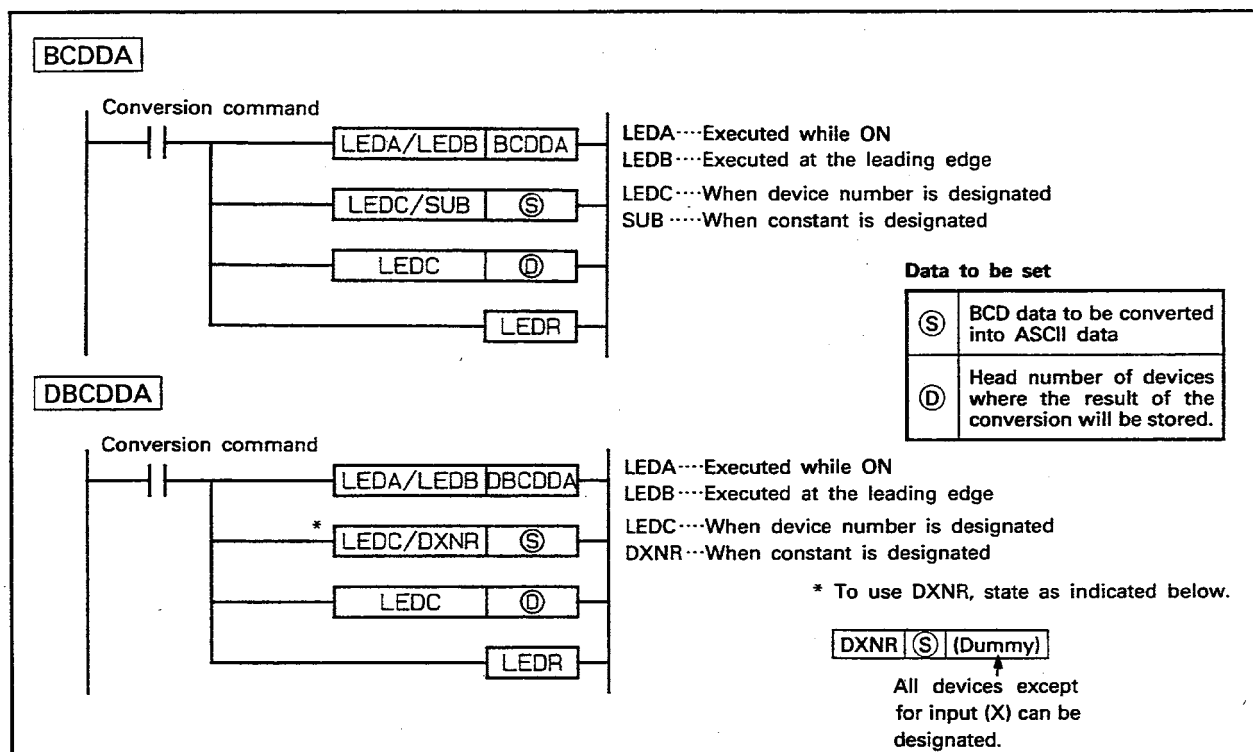 BCDDA
Conversion command
LEDA/LEDB BCDDA
LEDA····Executed while ON
LEDB····Executed at the leading edge
LEDC/SUB Ⓢ
LEDC····When device number is designated
SUB·····When constant is designated
LEDC Ⓓ
LEDR
Data to be set
Ⓢ BCD data to be converted
into ASCII data
Ⓓ Head number of devices
where the result of the
conversion will be stored.
DBCDDA
Conversion command
LEDA/LEDB DBCDDA
LEDA····Executed while ON
LEDB····Executed at the leading edge
* LEDC/DXNR Ⓢ
LEDC····When device number is designated
DXNR···When constant is designated
LEDC Ⓓ
LEDR
* To use DXNR, state as indicated below.
DXNR Ⓢ (Dummy)
All devices except
for input (X) can be
designated.